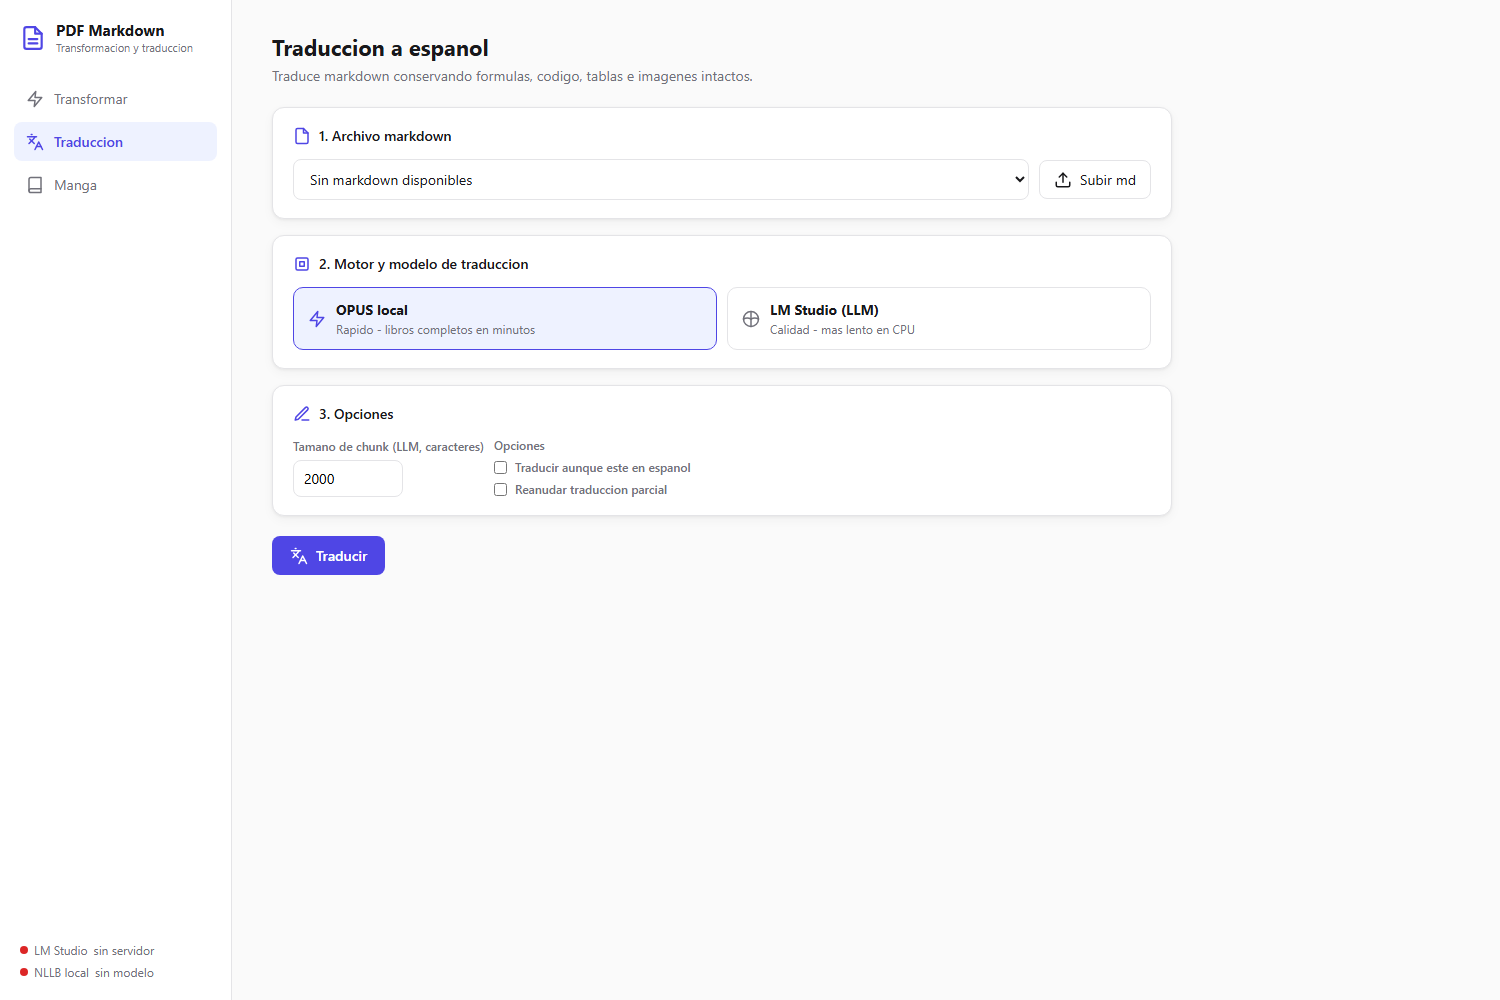 PDF Markdown
Transformacion y traduccion
Transformar
Traduccion
Manga
LM Studio sin servidor
NLLB local sin modelo
Traduccion a espanol
Traduce markdown conservando formulas, codigo, tablas e imagenes intactos.
1. Archivo markdown
Sin markdown disponibles
Subir md
2. Motor y modelo de traduccion
OPUS local
Rapido - libros completos en minutos
LM Studio (LLM)
Calidad - mas lento en CPU
3. Opciones
Tamano de chunk (LLM, caracteres)
2000
Opciones
Traducir aunque este en espanol
Reanudar traduccion parcial
Traducir